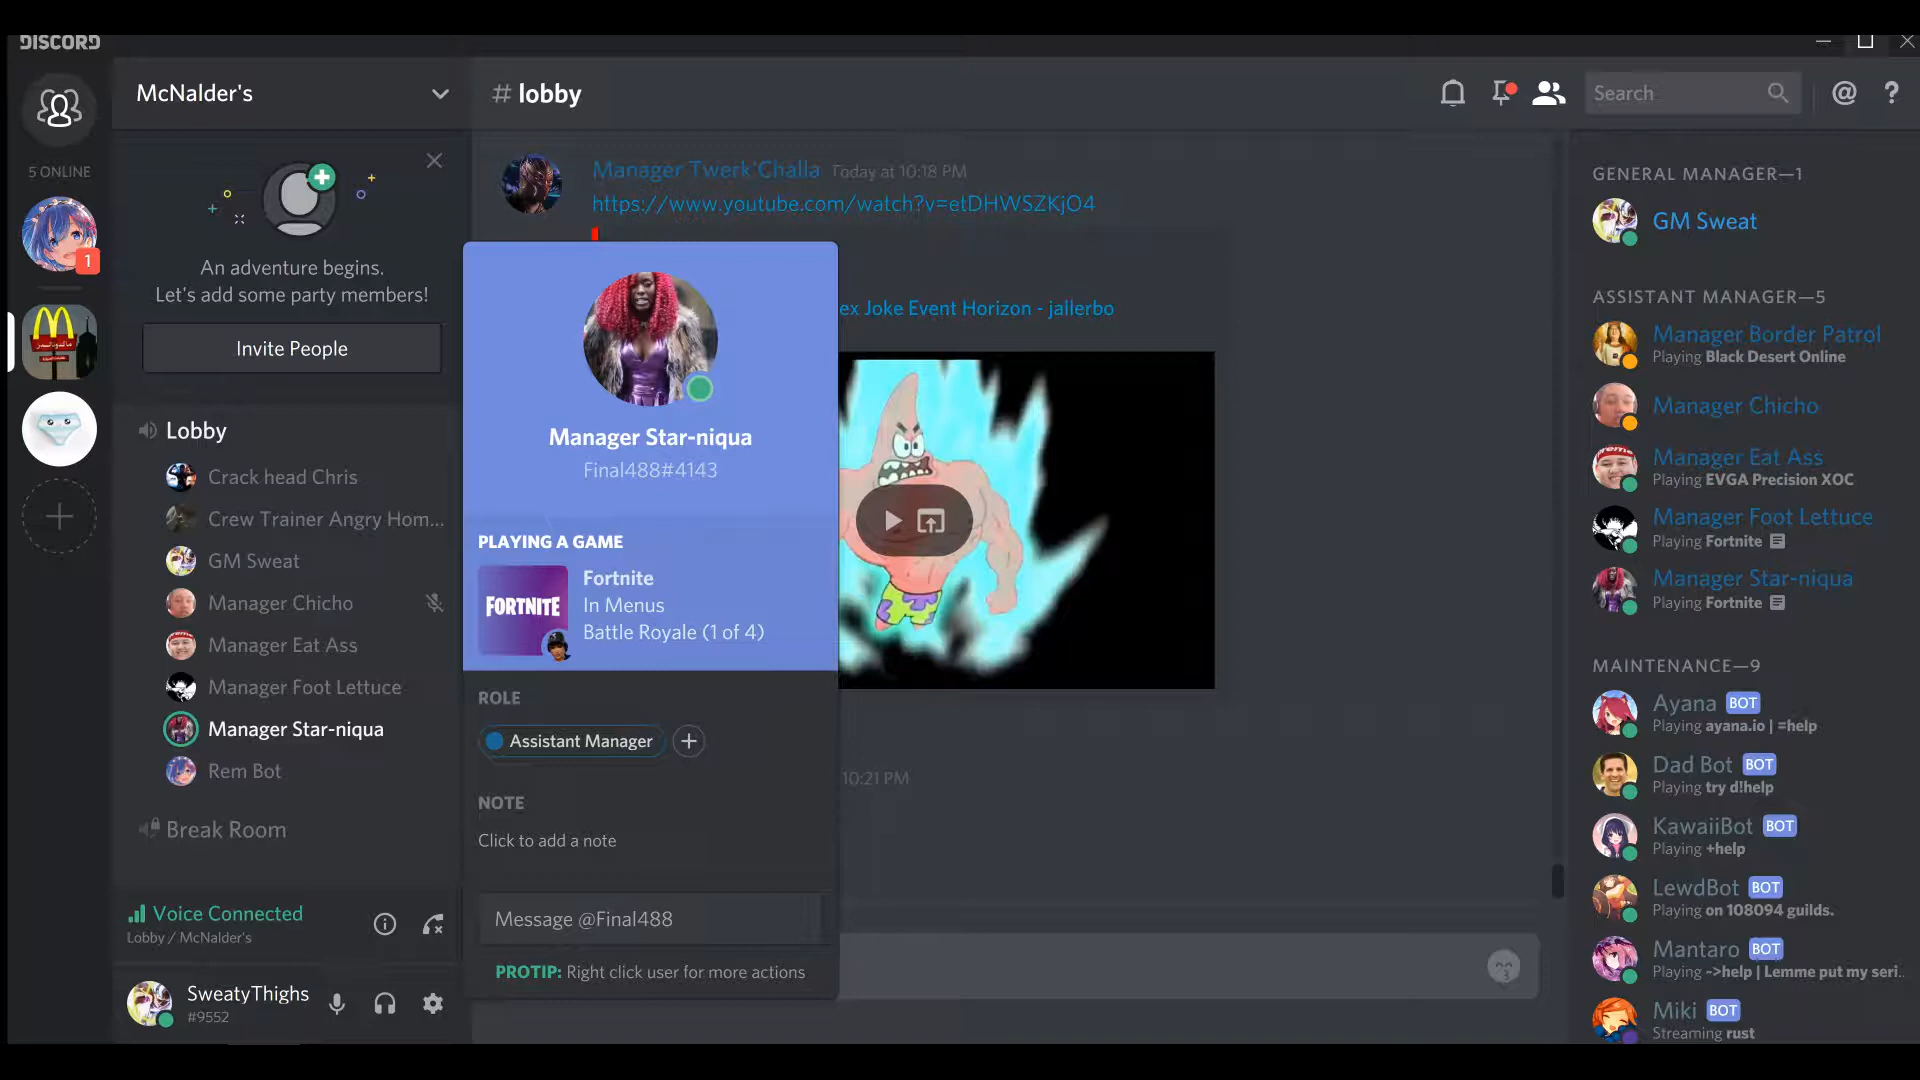 DISCORD
McNalder's
# lobby
Search
5 ONLINE
1
An adventure begins.
Let's add some party members!
Invite People
Lobby
Crack head Chris
Crew Trainer Angry Hom...
GM Sweat
Manager Chicho
Manager Eat Ass
Manager Foot Lettuce
Manager Star-niqua
Rem Bot
Break Room
Voice Connected
Lobby / McNalder's
SweatyThighs
#9552
Manager Twerk'Challa Today at 10:18 PM
https://www.youtube.com/watch?v=etDHWSZKjO4
ex Joke Event Horizon - jallerbo
10:21 PM
Manager Star-niqua
Final488#4143
PLAYING A GAME
FORTNITE
Fortnite
In Menus
Battle Royale (1 of 4)
ROLE
Assistant Manager
NOTE
Click to add a note
Message @Final488
PROTIP: Right click user for more actions
GENERAL MANAGER—1
GM Sweat
ASSISTANT MANAGER—5
Manager Border Patrol
Playing Black Desert Online
Manager Chicho
Manager Eat Ass
Playing EVGA Precision XOC
Manager Foot Lettuce
Playing Fortnite
Manager Star-niqua
Playing Fortnite
MAINTENANCE—9
Ayana BOT
Playing ayana.io | =help
Dad Bot BOT
Playing try d!help
KawaiiBot BOT
Playing +help
LewdBot BOT
Playing on 108094 guilds.
Mantaro BOT
Playing ~>help | Lemme put my seri..
Miki BOT
Streaming rust